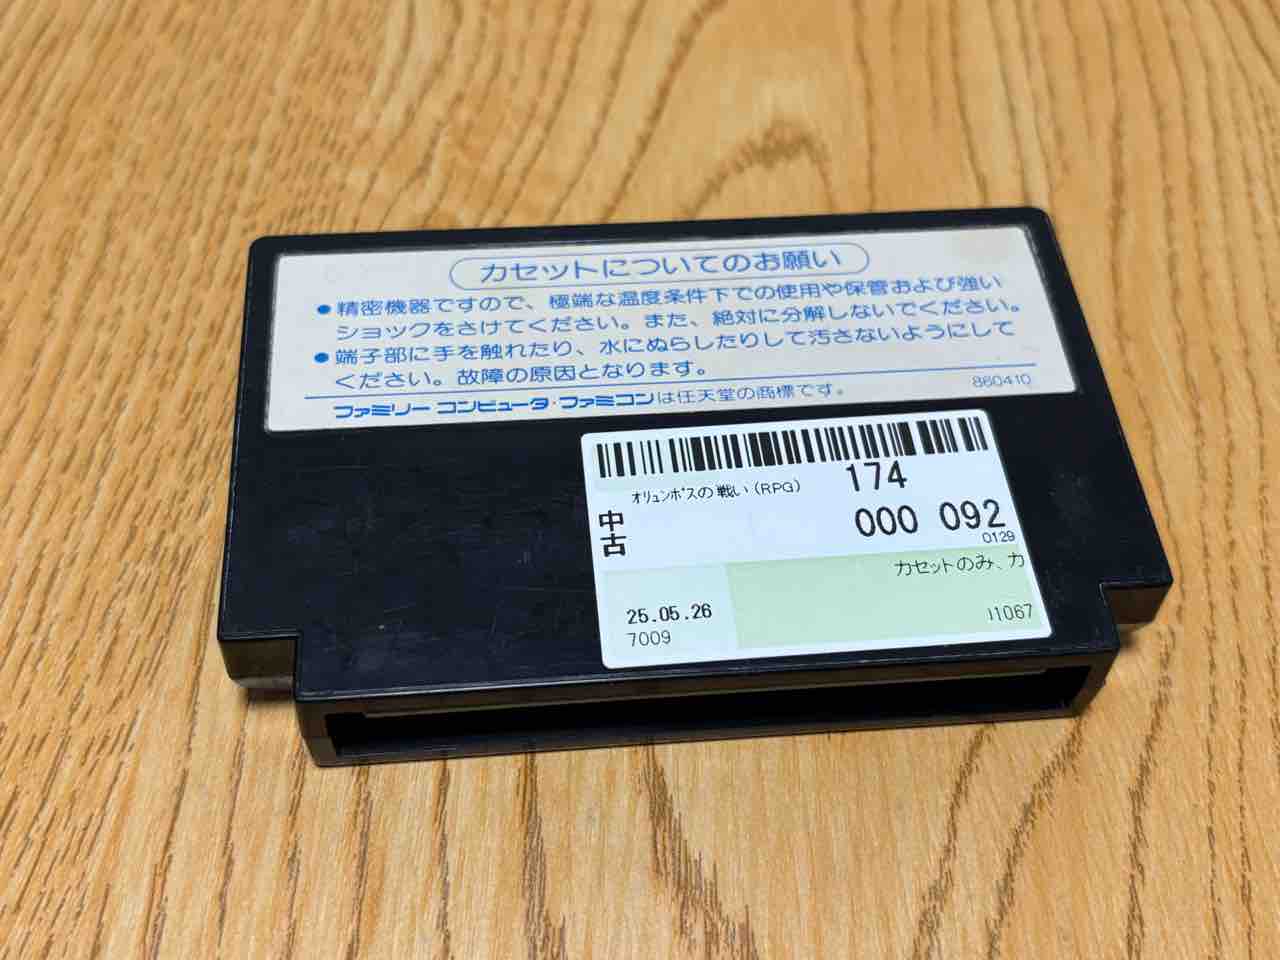 カセットについてのお願い
●精密機器ですので、極端な温度条件下での使用や保管および強い
ショックをさけてください。また、絶対に分解しないでください。
●端子部に手を触れたり、水にぬらしたりして汚さないようにして
ください。故障の原因となります。
ファミリーコンピュータ・ファミコンは任天堂の商標です。
860410
オリュンポスの戦い(RPG)
174
中古
000 092
0129
カセットのみ、カ
25.05.26
7009
I1067